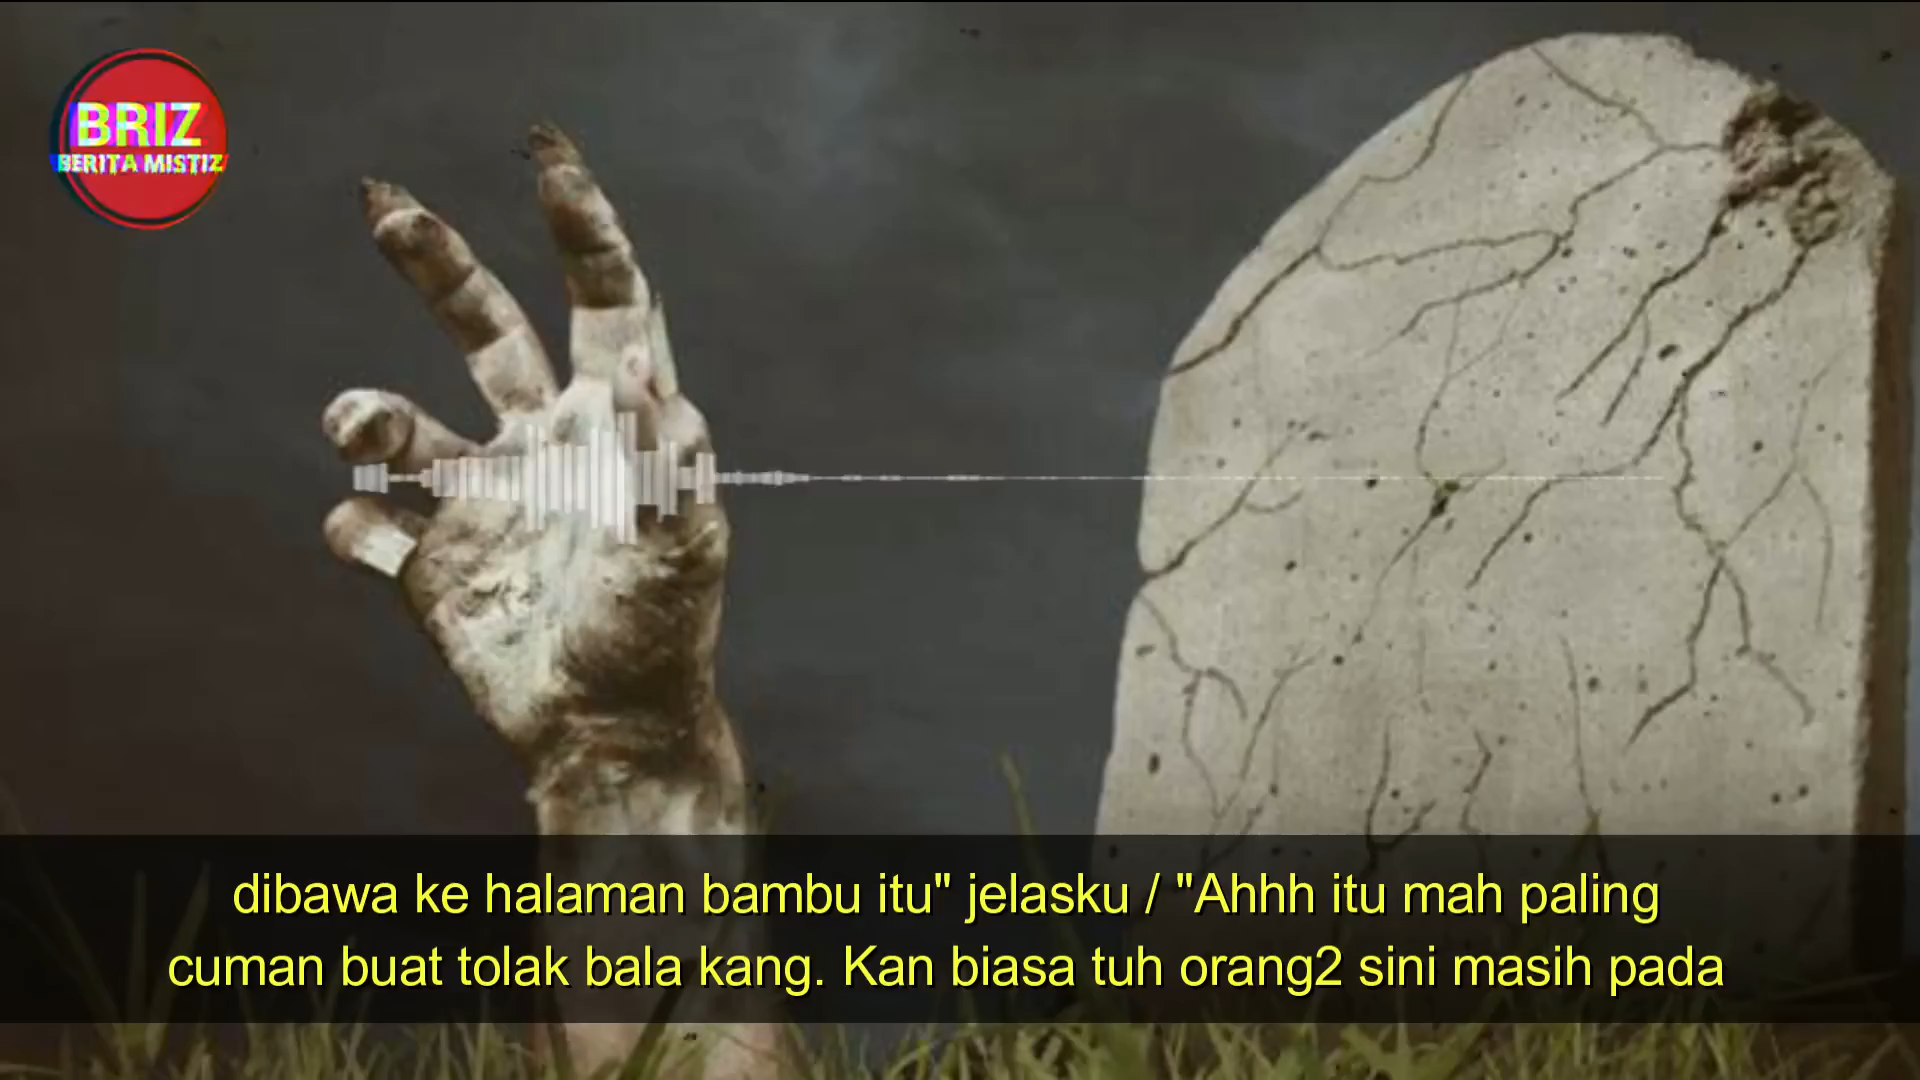 BRIZ
BERITA MISTIZ
dibawa ke halaman bambu itu" jelasku / "Ahhh itu mah paling
cuman buat tolak bala kang. Kan biasa tuh orang2 sini masih pada